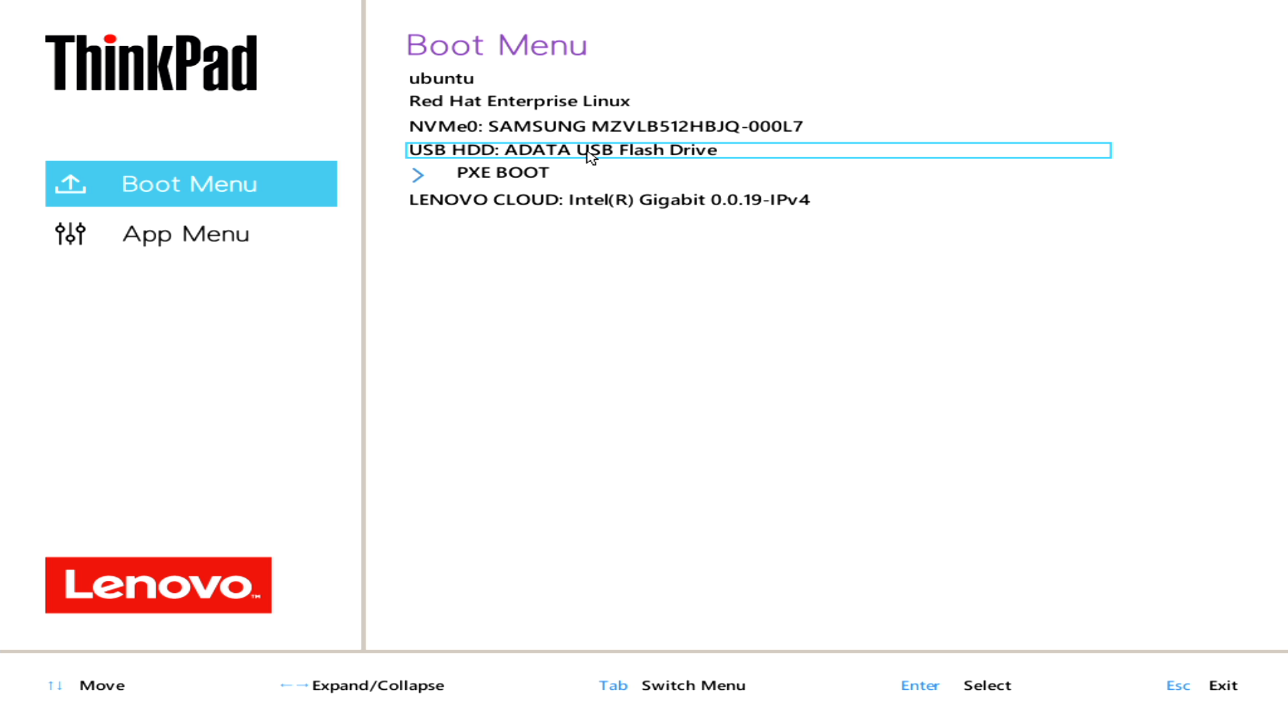 ThinkPad
Boot Menu
App Menu
Lenovo™
Boot Menu
ubuntu
Red Hat Enterprise Linux
NVMe0: SAMSUNG MZVLB512HBJQ-000L7
USB HDD: ADATA USB Flash Drive
> PXE BOOT
LENOVO CLOUD: Intel(R) Gigabit 0.0.19-IPv4
↑↓ Move ←→ Expand/Collapse Tab Switch Menu Enter Select Esc Exit